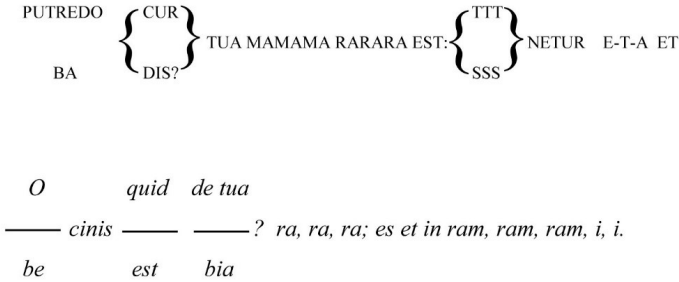 PUTREDO CUR TTT
TUA MAMAMA RARARA EST: NETUR E-T-A ET
BA DIS? SSS
O quid de tua
cinis ? ra, ra, ra; es et in ram, ram, ram, i, i.
be est bia